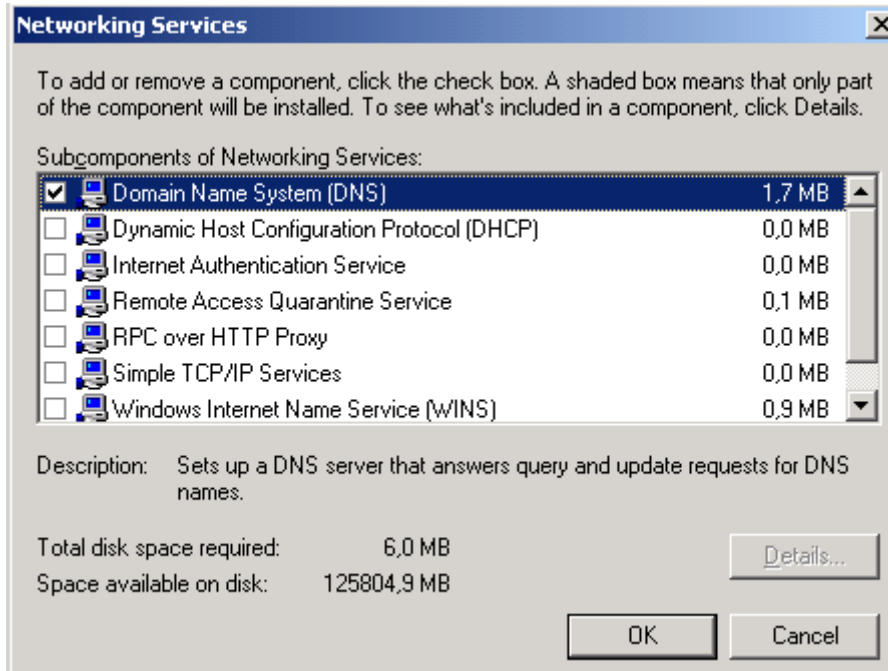 Networking Services
To add or remove a component, click the check box. A shaded box means that only part
of the component will be installed. To see what's included in a component, click Details.
Subcomponents of Networking Services:
Domain Name System (DNS) 1,7 MB
Dynamic Host Configuration Protocol (DHCP) 0,0 MB
Internet Authentication Service 0,0 MB
Remote Access Quarantine Service 0,1 MB
RPC over HTTP Proxy 0,0 MB
Simple TCP/IP Services 0,0 MB
Windows Internet Name Service (WINS) 0,9 MB
Description: Sets up a DNS server that answers query and update requests for DNS
names.
Total disk space required: 6,0 MB
Space available on disk: 125804,9 MB
Details...
OK Cancel